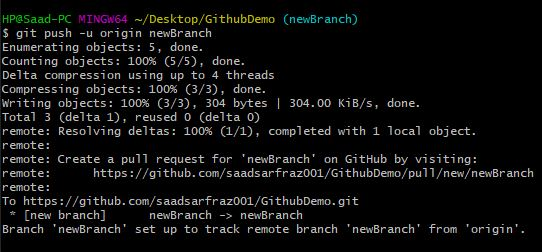 HP@Saad-PC MINGW64 ~/Desktop/GithubDemo (newBranch)
$ git push -u origin newBranch
Enumerating objects: 5, done.
Counting objects: 100% (5/5), done.
Delta compression using up to 4 threads
Compressing objects: 100% (3/3), done.
Writing objects: 100% (3/3), 304 bytes | 304.00 KiB/s, done.
Total 3 (delta 1), reused 0 (delta 0)
remote: Resolving deltas: 100% (1/1), completed with 1 local object.
remote:
remote: Create a pull request for 'newBranch' on GitHub by visiting:
remote:      https://github.com/saadsarfraz001/GithubDemo/pull/new/newBranch
remote:
To https://github.com/saadsarfraz001/GithubDemo.git
 * [new branch]      newBranch -> newBranch
Branch 'newBranch' set up to track remote branch 'newBranch' from 'origin'.